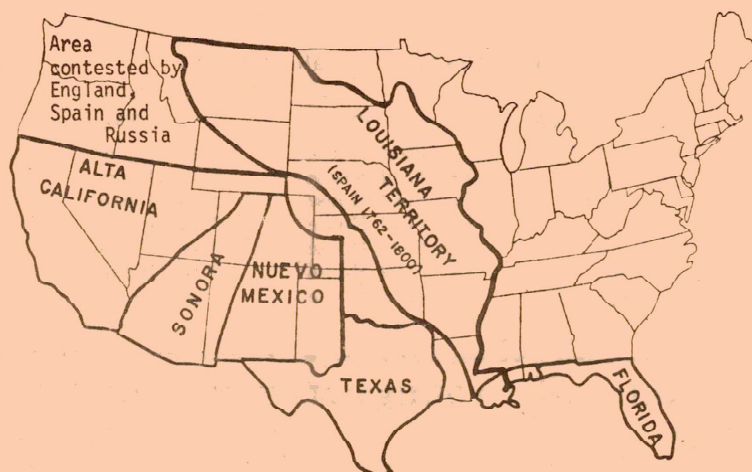 Area
contested by
England,
Spain and
Russia
ALTA
CALIFORNIA
SONORA
NUEVO
MEXICO
TEXAS
LOUISIANA
TERRITORY
(SPAIN 1762-1800)
FLORIDA